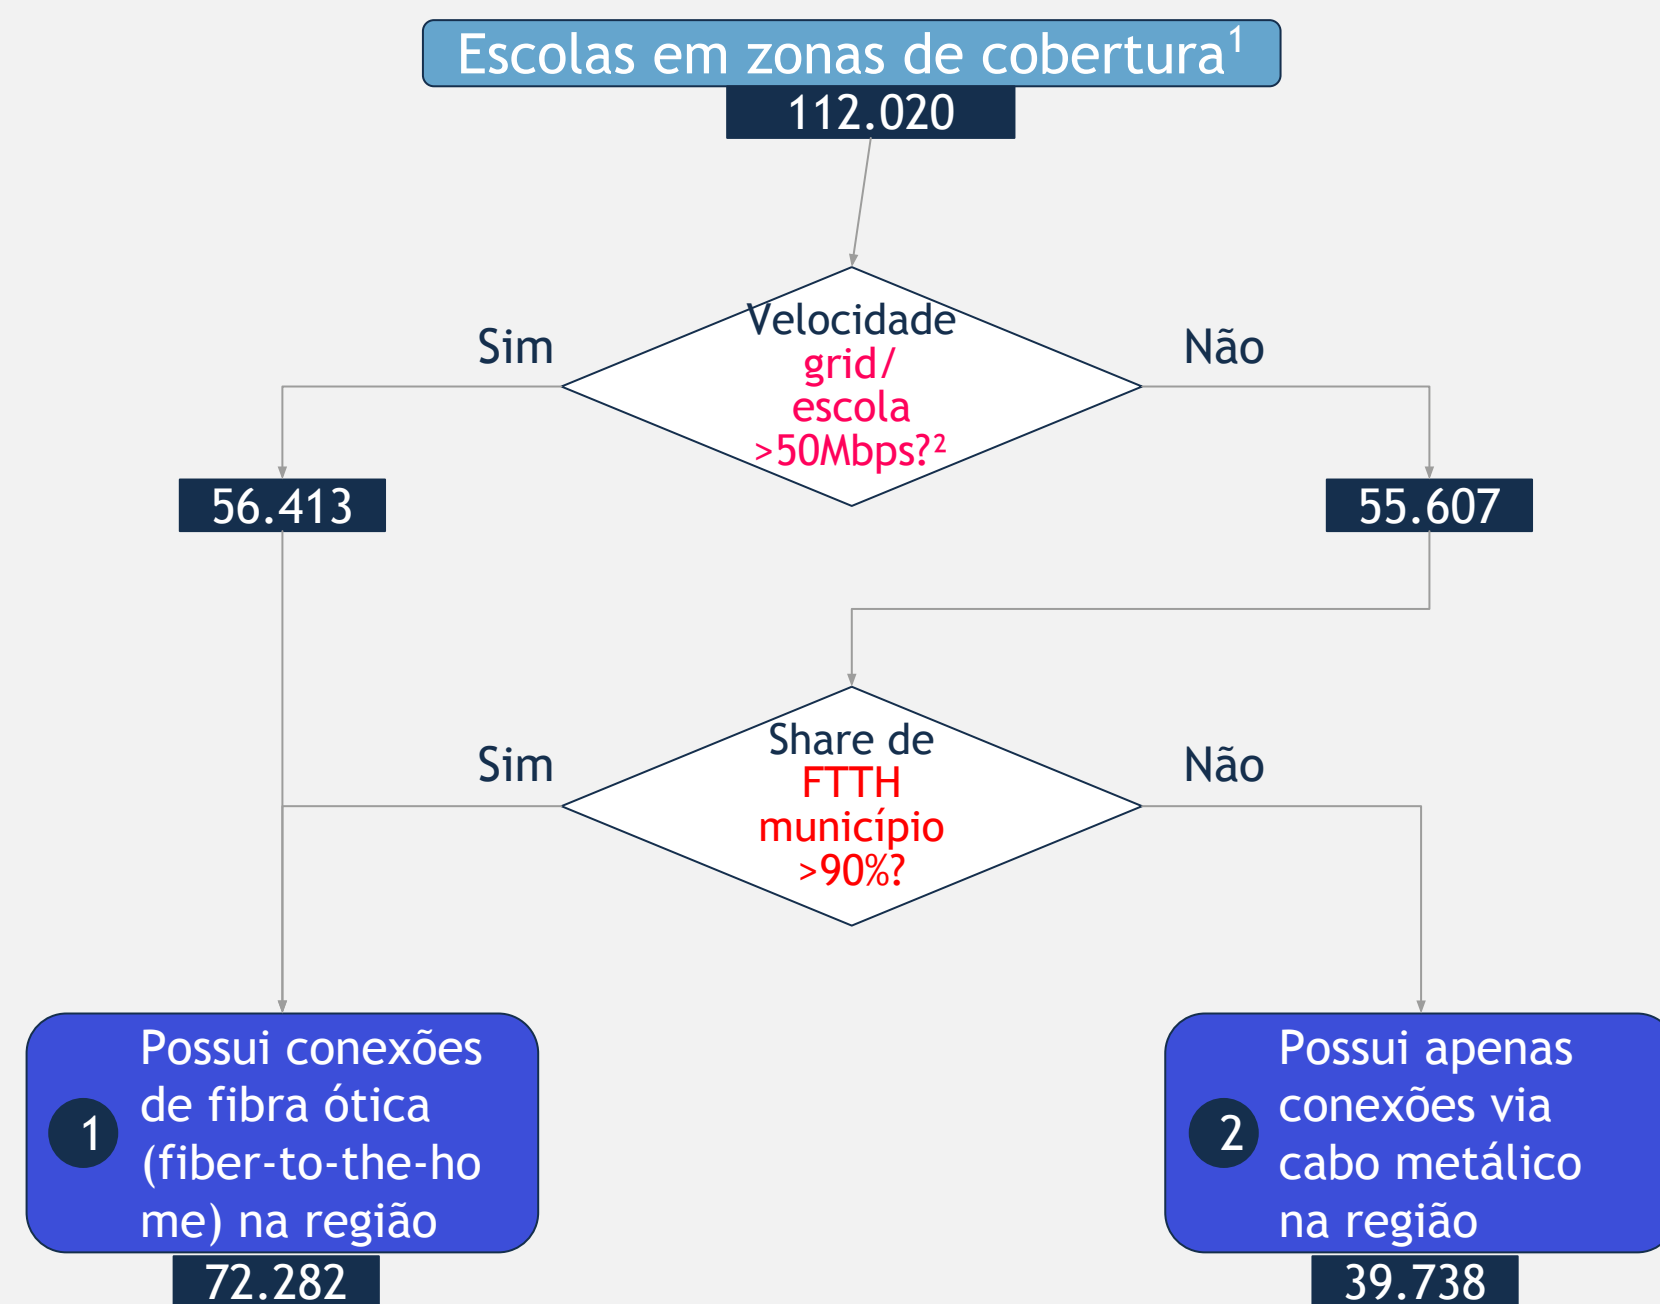 Escolas em zonas de cobertura¹
112.020
Velocidade
grid/
escola
>50Mbps?²
Sim
Não
56.413
55.607
Share de
FTTH
município
>90%?
Sim
Não
1
Possui conexões
de fibra ótica
(fiber-to-the-ho
me) na região
72.282
2
Possui apenas
conexões via
cabo metálico
na região
39.738